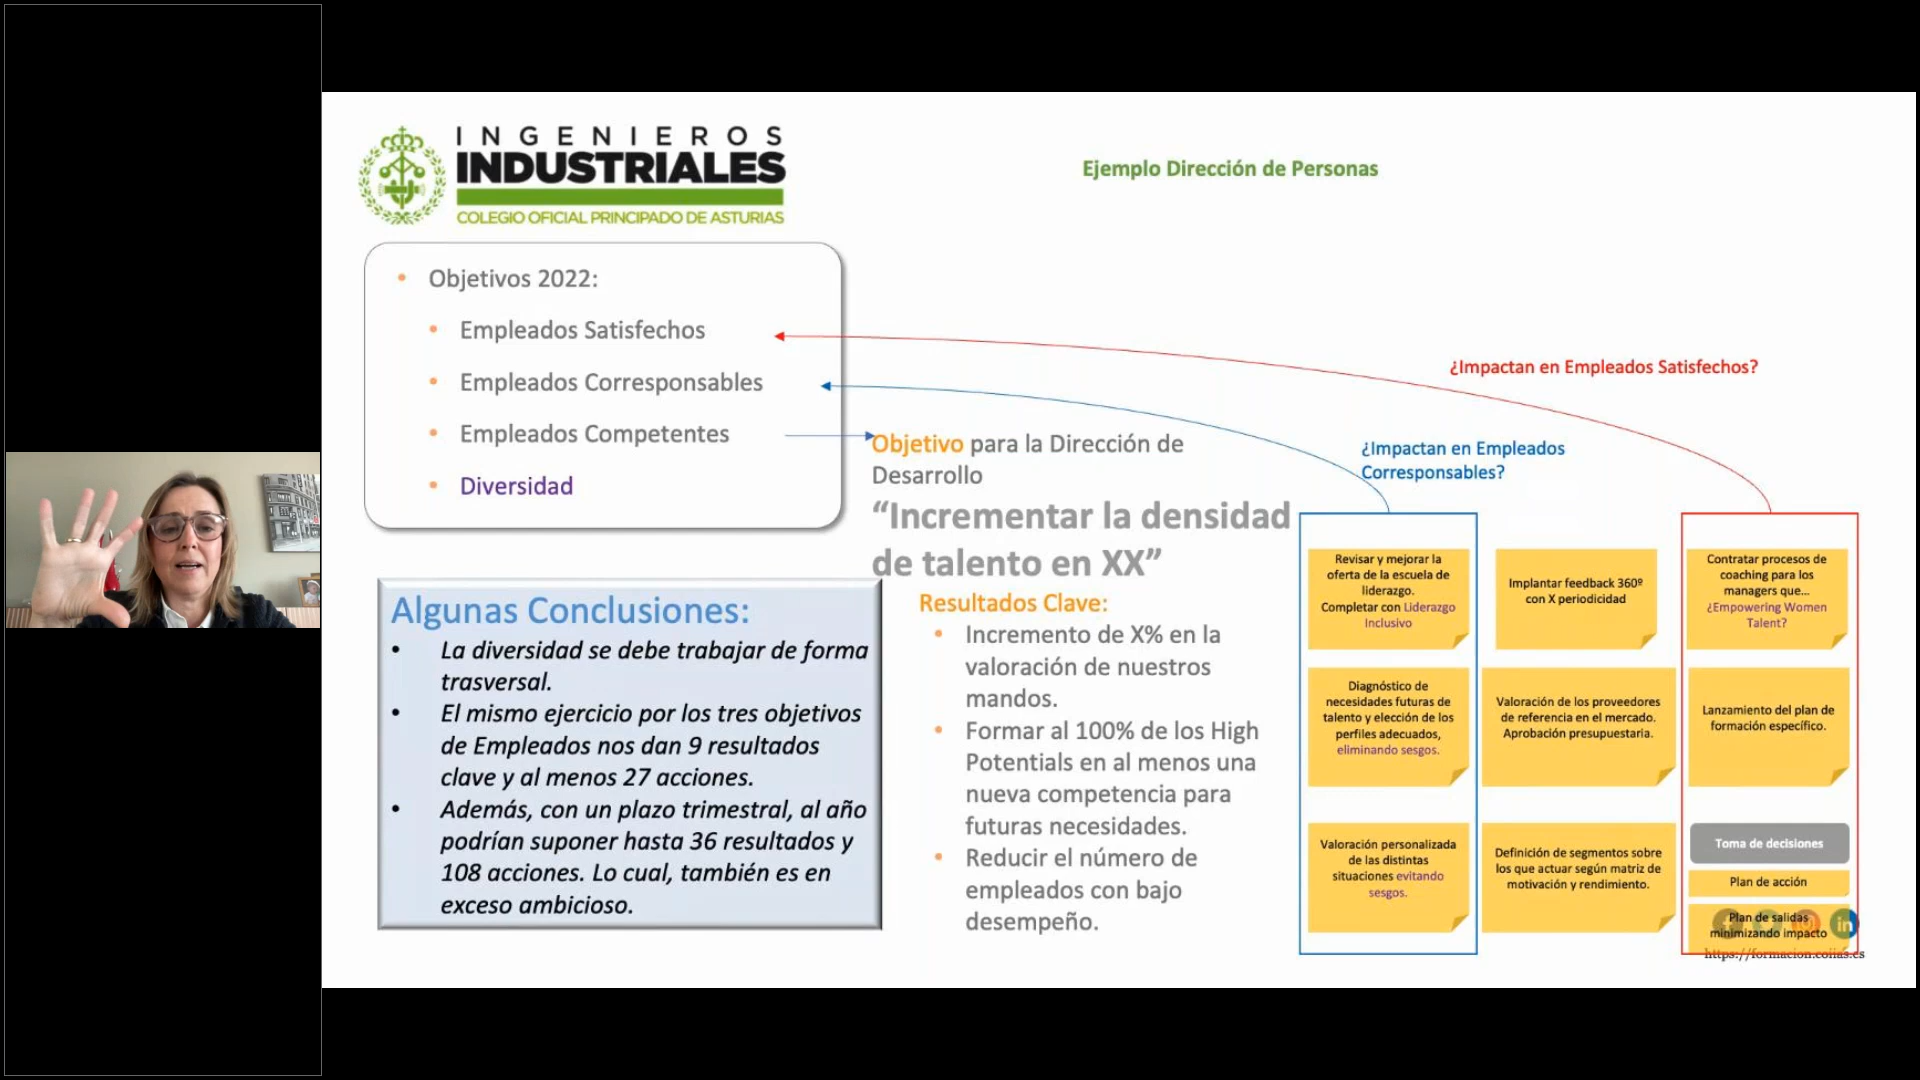 INGENIEROS
INDUSTRIALES
COLEGIO OFICIAL PRINCIPADO DE ASTURIAS
Ejemplo Dirección de Personas
• Objetivos 2022:
• Empleados Satisfechos
• Empleados Corresponsables
• Empleados Competentes
• Diversidad
¿Impactan en Empleados Satisfechos?
¿Impactan en Empleados
Corresponsables?
Objetivo para la Dirección de
Desarrollo
“Incrementar la densidad
de talento en XX”
Resultados Clave:
• Incremento de X% en la
valoración de nuestros
mandos.
• Formar al 100% de los High
Potentials en al menos una
nueva competencia para
futuras necesidades.
• Reducir el número de
empleados con bajo
desempeño.
Algunas Conclusiones:
• La diversidad se debe trabajar de forma
trasversal.
• El mismo ejercicio por los tres objetivos
de Empleados nos dan 9 resultados
clave y al menos 27 acciones.
• Además, con un plazo trimestral, al año
podrían suponer hasta 36 resultados y
108 acciones. Lo cual, también es en
exceso ambicioso.
Revisar y mejorar la
oferta de la escuela de
liderazgo.
Completar con Liderazgo
Inclusivo
Implantar feedback 360º
con X periodicidad
Contratar procesos de
coaching para los
managers que...
¿Empowering Women
Talent?
Diagnóstico de
necesidades futuras de
talento y elección de los
perfiles adecuados,
eliminando sesgos.
Valoración de los proveedores
de referencia en el mercado.
Aprobación presupuestaria.
Lanzamiento del plan de
formación específico.
Valoración personalizada
de las distintas
situaciones evitando
sesgos.
Definición de segmentos sobre
los que actuar según matriz de
motivación y rendimiento.
Toma de decisiones
Plan de acción
Plan de salidas
minimizando impacto
in
https://formacion.coiias.es